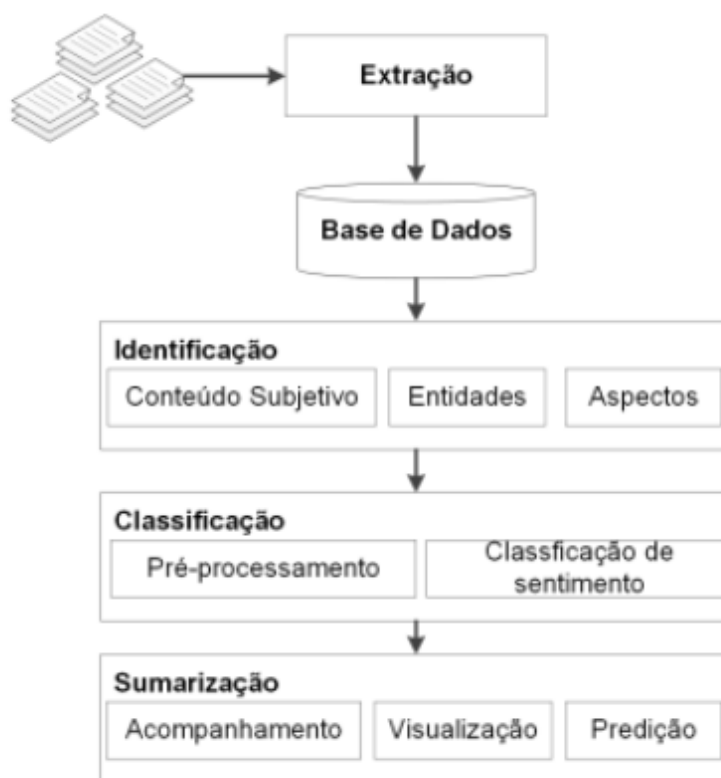 Extração
Base de Dados
Identificação
Conteúdo Subjetivo
Entidades
Aspectos
Classificação
Pré-processamento
Classficação de
sentimento
Sumarização
Acompanhamento
Visualização
Predição